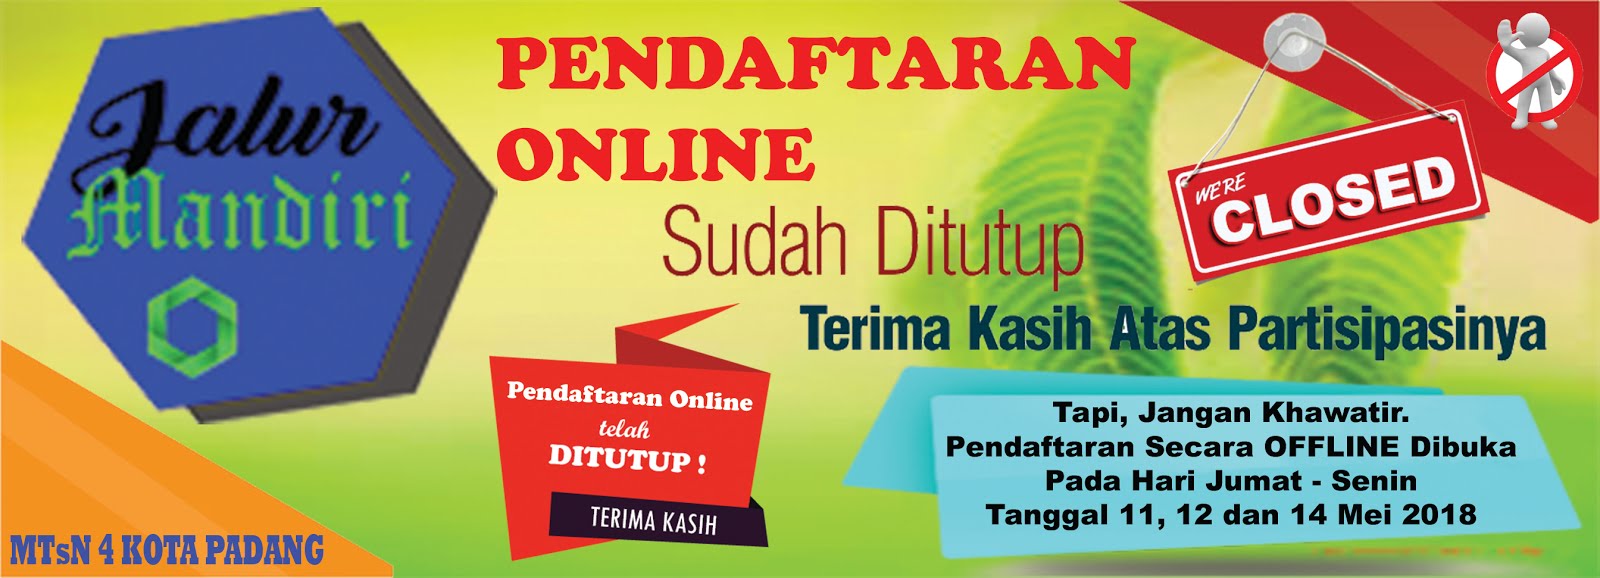 Jalur
Mandiri
PENDAFTARAN
ONLINE
Sudah Ditutup
Terima Kasih Atas Partisipasinya
WE'RE
CLOSED
Pendaftaran Online
telah
DITUTUP !
TERIMA KASIH
Tapi, Jangan Khawatir.
Pendaftaran Secara OFFLINE Dibuka
Pada Hari Jumat - Senin
Tanggal 11, 12 dan 14 Mei 2018
MTsN 4 KOTA PADANG